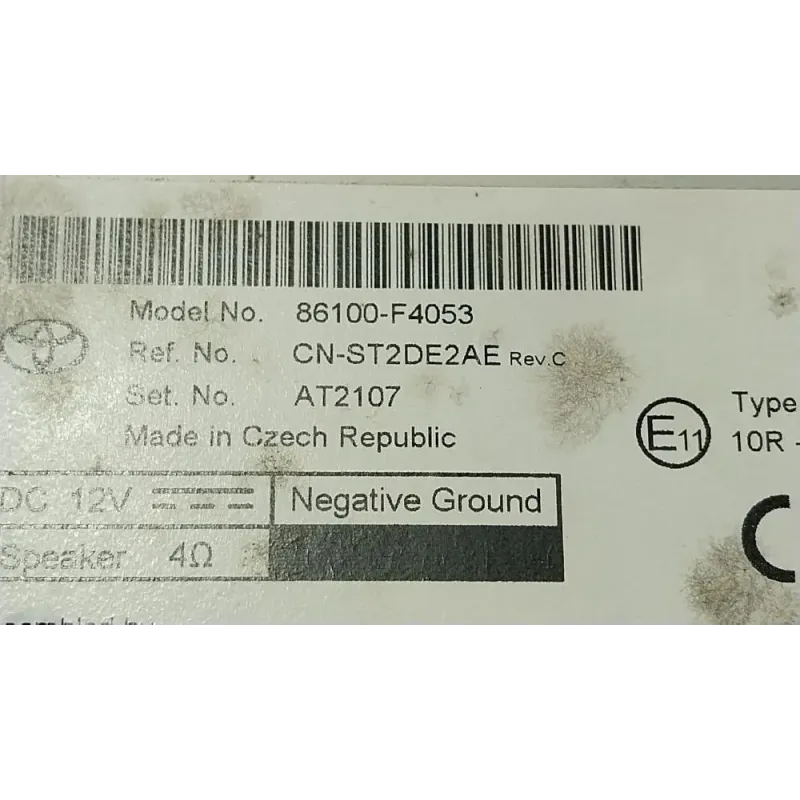 Model No. 86100-F4053
Ref. No. CN-ST2DE2AE Rev.C
Set. No. AT2107
Made in Czech Republic
E11
Type
10R -
DC 12V
Negative Ground
Speaker 4Ω